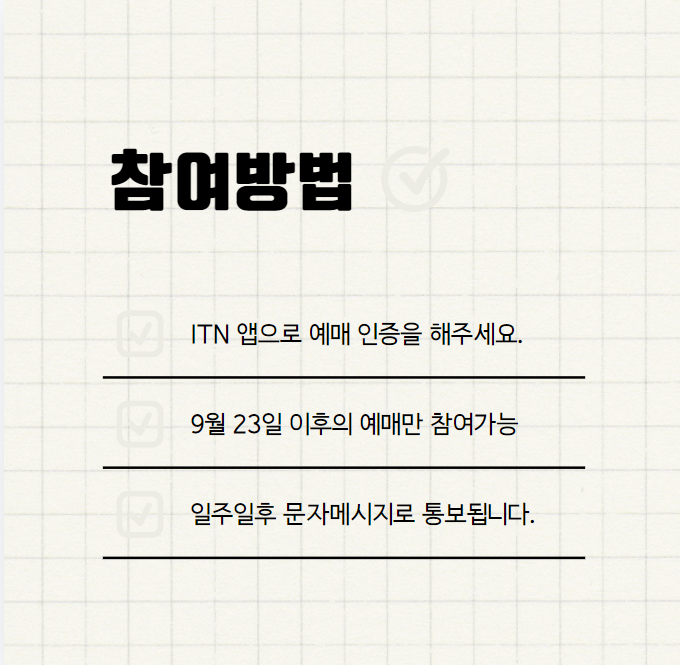 참여방법
ITN 앱으로 예매 인증을 해주세요.
9월 23일 이후의 예매만 참여가능
일주일후 문자메시지로 통보됩니다.